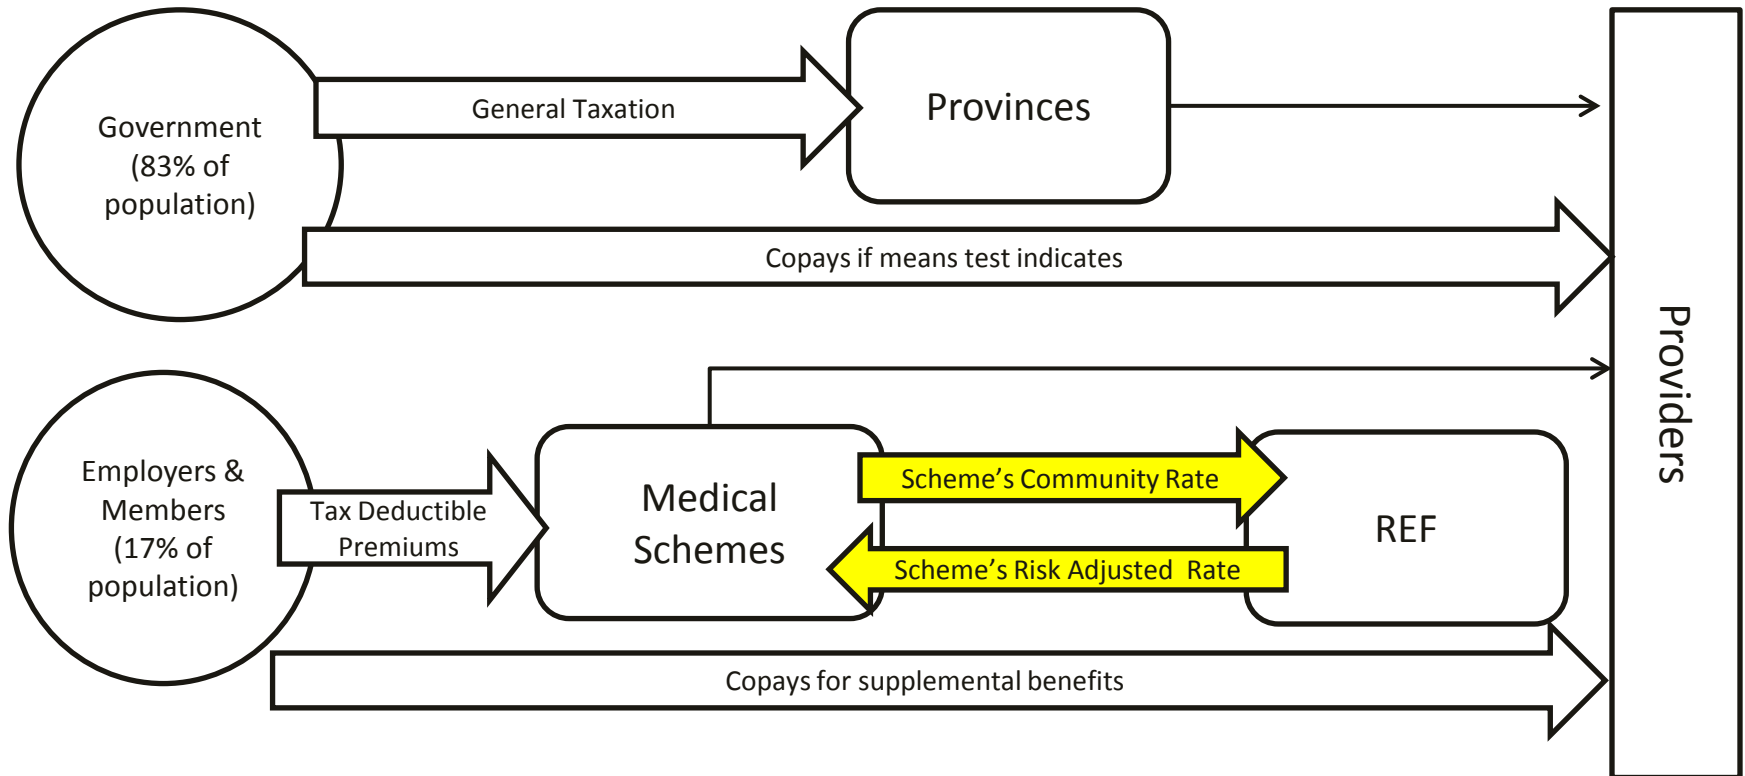 Government
(83% of
population)
General Taxation
Provinces
Copays if means test indicates
Providers
Employers &
Members
(17% of
population)
Tax Deductible
Premiums
Medical
Schemes
Scheme’s Community Rate
Scheme’s Risk Adjusted  Rate
REF
Copays for supplemental benefits